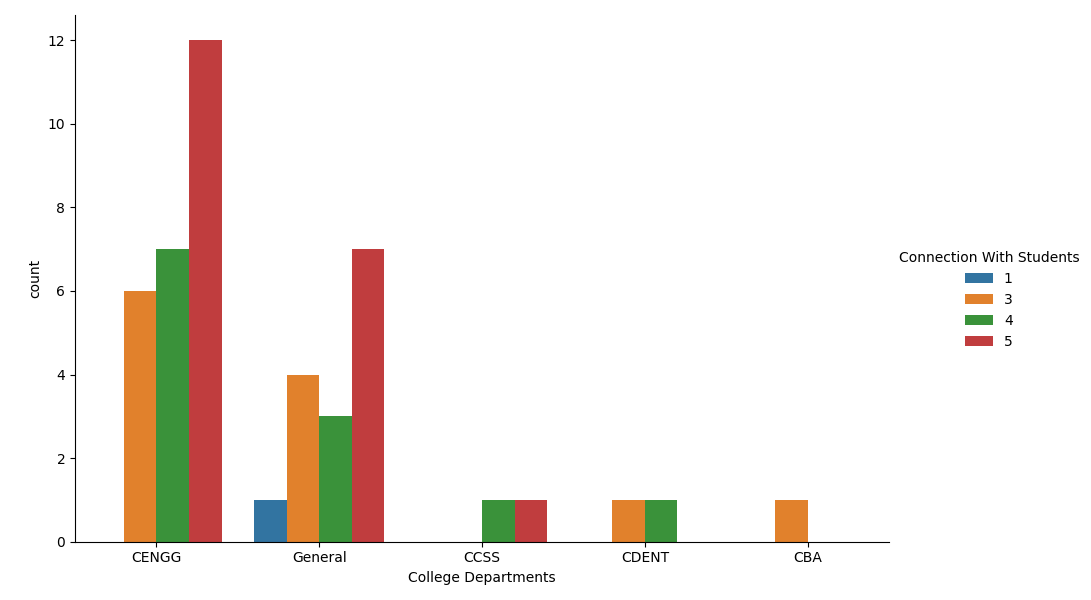 12
10
8
6
4
2
0
count
CENGG
General
CCSS
CDENT
CBA
College Departments
Connection With Students
1
3
4
5